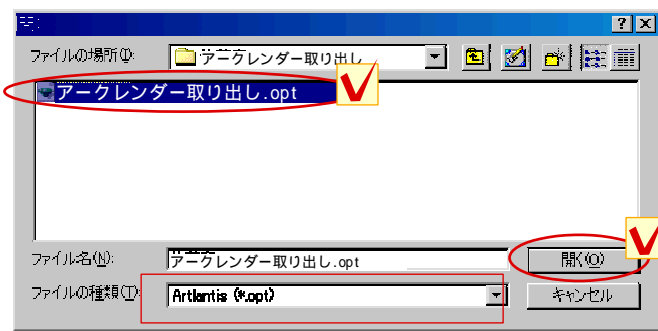 ファイルの場所(I):
アークレンダー取り出し
アークレンダー取り出し.opt
ファイル名(N):
アークレンダー取り出し.opt
開く(O)
ファイルの種類(T):
Artlantis (*.opt)
キャンセル